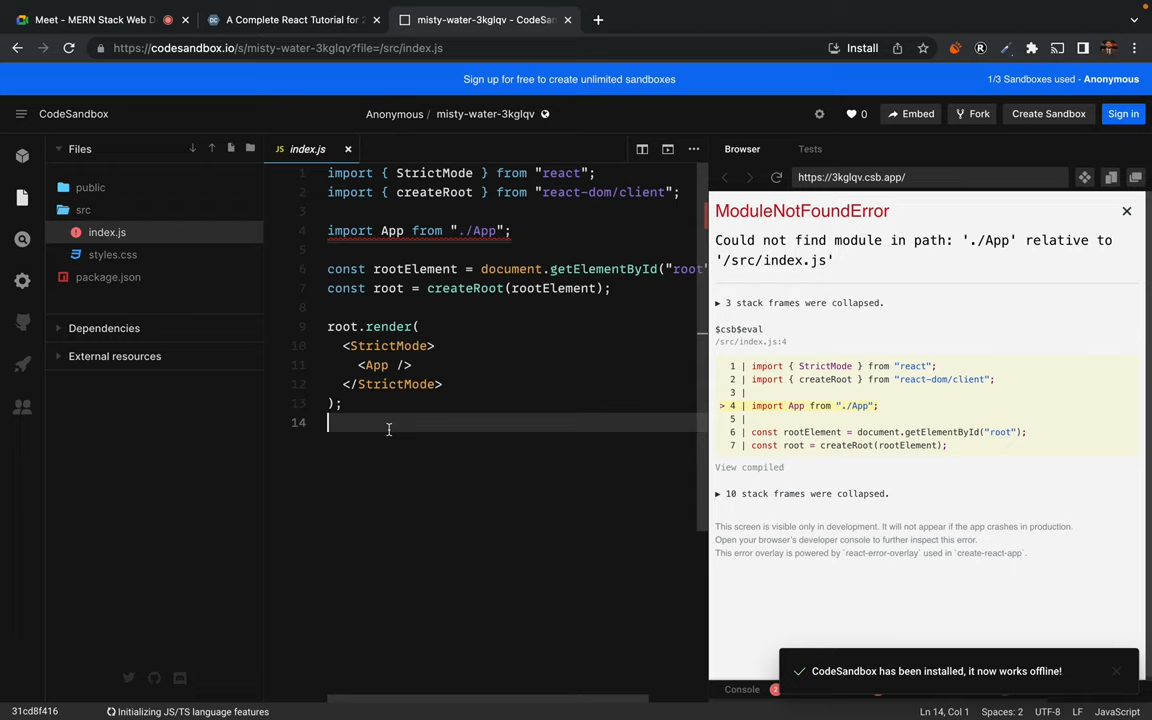 Meet - MERN Stack Web D
A Complete React Tutorial for 2
misty-water-3kglqv - CodeSan
https://codesandbox.io/s/misty-water-3kglqv?file=/src/index.js
Install
Sign up for free to create unlimited sandboxes
1/3 Sandboxes used - Anonymous
CodeSandbox
Anonymous / misty-water-3kglqv
0
Embed
Fork
Create Sandbox
Sign in
Files
public
src
index.js
styles.css
package.json
Dependencies
External resources
JS index.js
1 import { StrictMode } from "react";
2 import { createRoot } from "react-dom/client";
3
4 import App from "./App";
5
6 const rootElement = document.getElementById("root"
7 const root = createRoot(rootElement);
8
9 root.render(
10 <StrictMode>
11 <App />
12 </StrictMode>
13 );
14
Browser
Tests
https://3kglqv.csb.app/
ModuleNotFoundError
Could not find module in path: './App' relative to
'/src/index.js'
▶ 3 stack frames were collapsed.
$csb$eval
/src/index.js:4
1 | import { StrictMode } from "react";
2 | import { createRoot } from "react-dom/client";
3 |
> 4 | import App from "./App";
5 |
6 | const rootElement = document.getElementById("root");
7 | const root = createRoot(rootElement);
View compiled
▶ 10 stack frames were collapsed.
This screen is visible only in development. It will not appear if the app crashes in production.
Open your browser's developer console to further inspect this error.
This error overlay is powered by `react-error-overlay` used in `create-react-app`.
CodeSandbox has been installed, it now works offline!
Console
2
31cd8f416
Initializing JS/TS language features
Ln 14, Col 1
Spaces: 2
UTF-8
LF
JavaScript